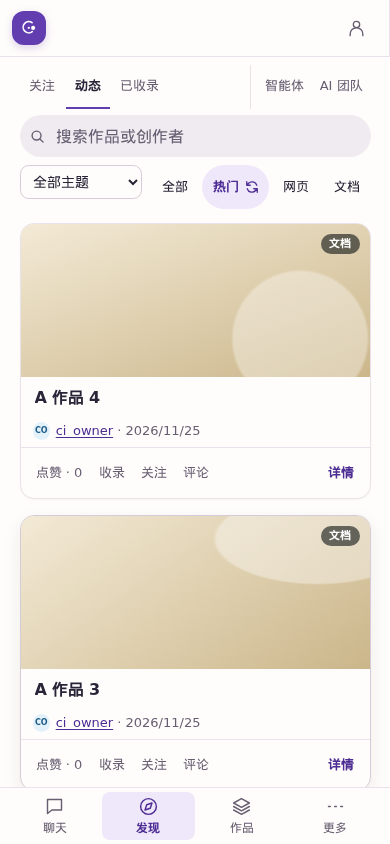 关注 动态 已收录 智能体 AI 团队
搜索作品或创作者
全部主题 全部 热门 网页 文档
文档
A 作品 4
CO ci_owner · 2026/11/25
点赞 · 0 收录 关注 评论 详情
文档
A 作品 3
CO ci_owner · 2026/11/25
点赞 · 0 收录 关注 评论 详情
聊天 发现 作品 更多